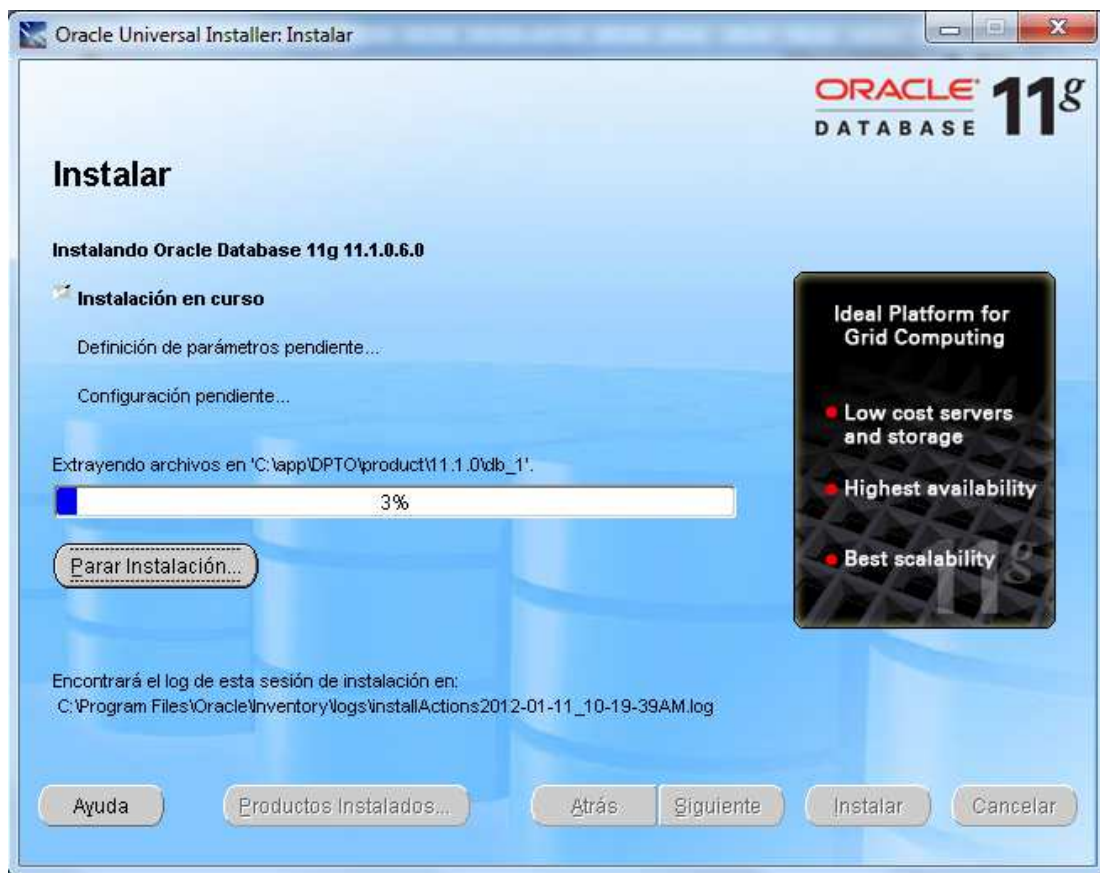 Oracle Universal Installer: Instalar
ORACLE 11g
DATABASE
Instalar
Instalando Oracle Database 11g 11.1.0.6.0
Instalación en curso
Definición de parámetros pendiente...
Configuración pendiente...
Extrayendo archivos en 'C:\app\DPTO\product\11.1.0\db_1'.
3%
Parar Instalación...
Ideal Platform for
Grid Computing
Low cost servers
and storage
Highest availability
Best scalability
11g
Encontrará el log de esta sesión de instalación en:
C:\Program Files\Oracle\Inventory\logs\installActions2012-01-11_10-19-39AM.log
Ayuda
Productos Instalados...
Atrás
Siguiente
Instalar
Cancelar